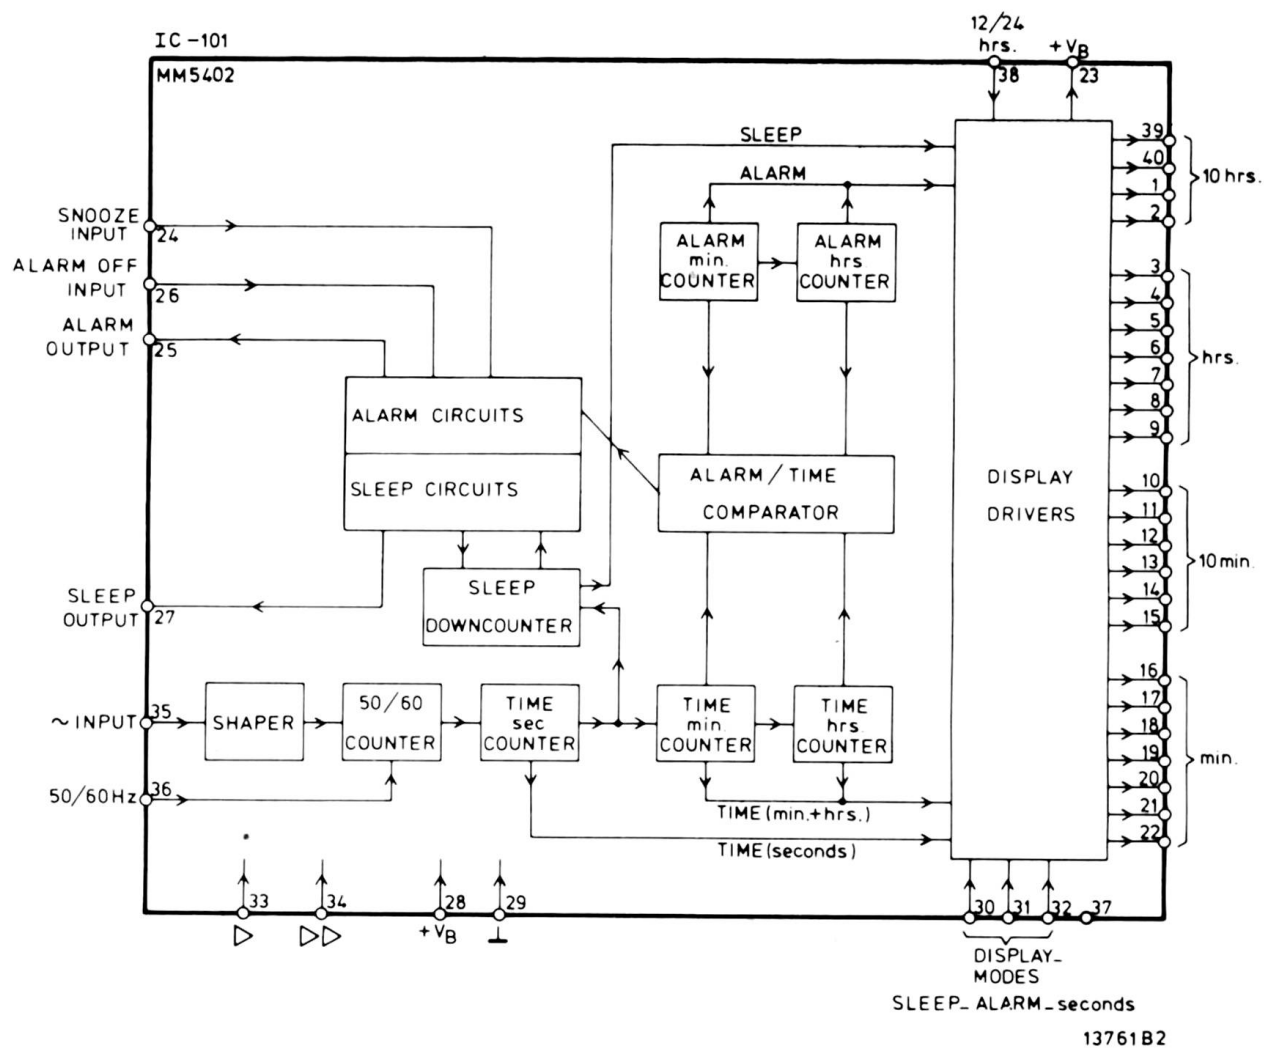 IC-101
MM5402
12/24
hrs.
38
+VB
23
SLEEP
ALARM
SNOOZE
INPUT
24
ALARM OFF
INPUT
26
ALARM
OUTPUT
25
ALARM
min.
COUNTER
ALARM
hrs
COUNTER
ALARM CIRCUITS
SLEEP CIRCUITS
ALARM/TIME
COMPARATOR
DISPLAY
DRIVERS
SLEEP
DOWNCOUNTER
SLEEP
OUTPUT
27
~INPUT
35
SHAPER
50/60
COUNTER
TIME
sec
COUNTER
TIME
min.
COUNTER
TIME
hrs.
COUNTER
50/60Hz
36
TIME(min.+hrs.)
TIME(seconds)
39
40
1
2
10 hrs.
3
4
5
6
7
8
9
hrs.
10
11
12
13
14
15
10 min.
16
17
18
19
20
21
22
min.
33
34
28
+VB
29
30
31
32
37
DISPLAY_
MODES
SLEEP_ ALARM_seconds
13761B2